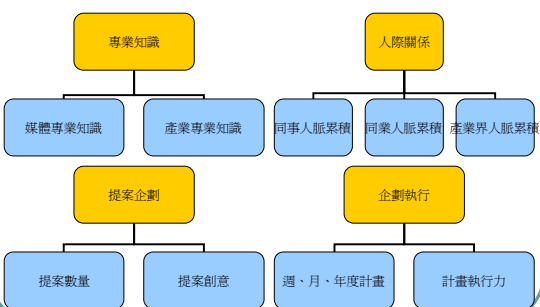 專業知識
人際關係
媒體專業知識
產業專業知識
同事人脈累積
同業人脈累積
產業界人脈累積
提案企劃
企劃執行
提案數量
提案創意
週、月、年度計畫
計畫執行力